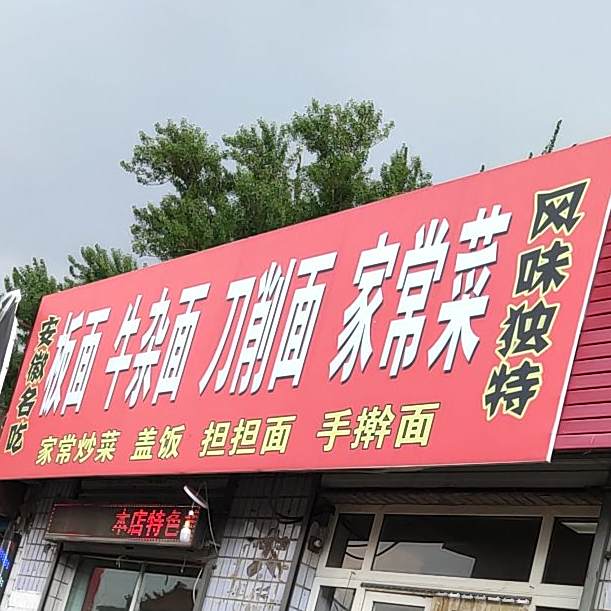 安徽名吃
板面 牛杂面 刀削面 家常菜
风味独特
家常炒菜 盖饭 担担面 手擀面
本店特色